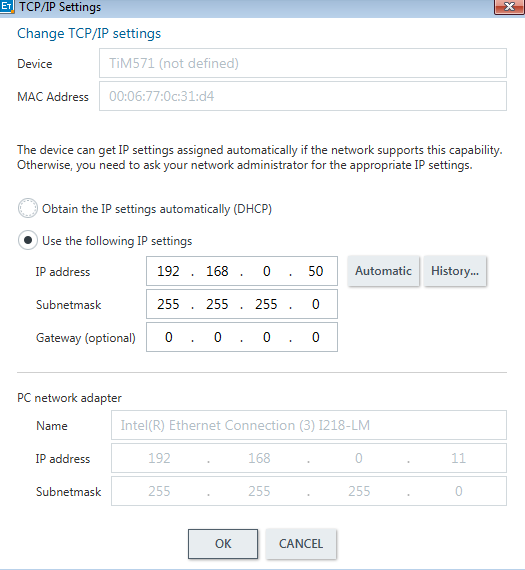 ET TCP/IP Settings
Change TCP/IP settings
Device TiM571 (not defined)
MAC Address 00:06:77:0c:31:d4
The device can get IP settings assigned automatically if the network supports this capability.
Otherwise, you need to ask your network administrator for the appropriate IP settings.
Obtain the IP settings automatically (DHCP)
Use the following IP settings
IP address 192 . 168 . 0 . 50 Automatic History...
Subnetmask 255 . 255 . 255 . 0
Gateway (optional) 0 . 0 . 0 . 0
PC network adapter
Name Intel(R) Ethernet Connection (3) I218-LM
IP address 192 . 168 . 0 . 11
Subnetmask 255 . 255 . 255 . 0
OK CANCEL